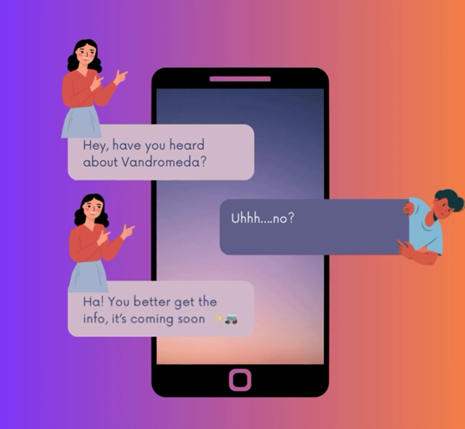 Hey, have you heard
about Vandromeda?
Uhhh....no?
Ha! You better get the
info, it's coming soon ✨🚙